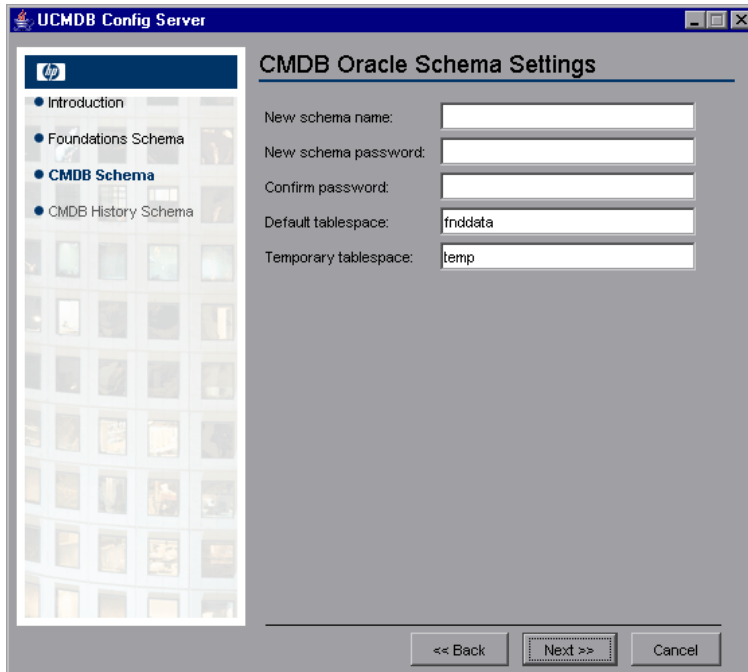 UCMDB Config Server
hp
Introduction
Foundations Schema
CMDB Schema
CMDB History Schema
CMDB Oracle Schema Settings
New schema name:
New schema password:
Confirm password:
Default tablespace: fnddata
Temporary tablespace: temp
<< Back Next >> Cancel